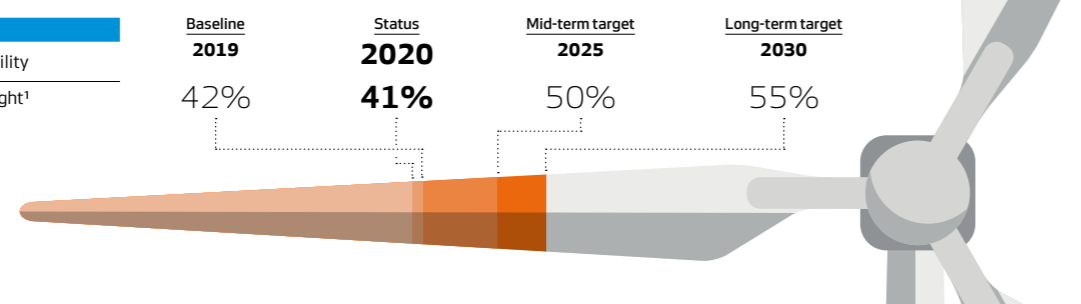 Baseline
2019
42%
Status
2020
41%
Mid-term target
2025
50%
Long-term target
2030
55%
ility
ght¹